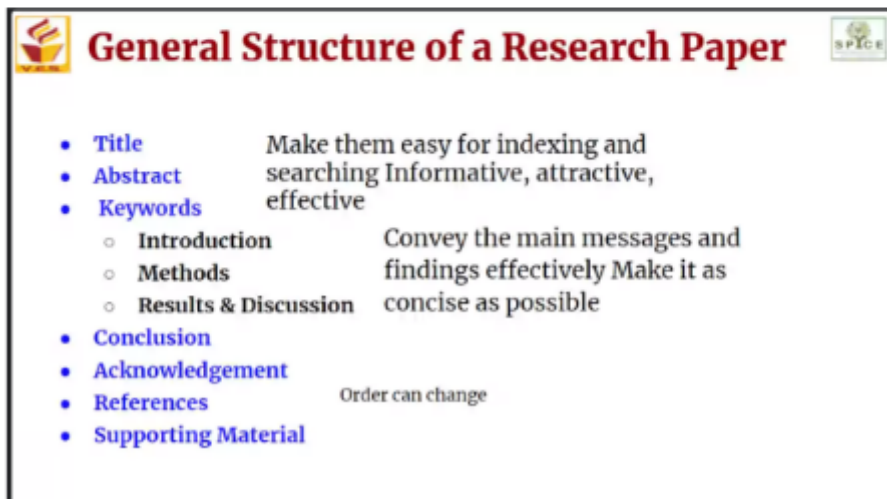 General Structure of a Research Paper
V.E.S.
SPICE
Title
Abstract
Keywords
Make them easy for indexing and
searching Informative, attractive,
effective
Introduction
Methods
Results & Discussion
Convey the main messages and
findings effectively Make it as
concise as possible
Conclusion
Acknowledgement
References
Supporting Material
Order can change